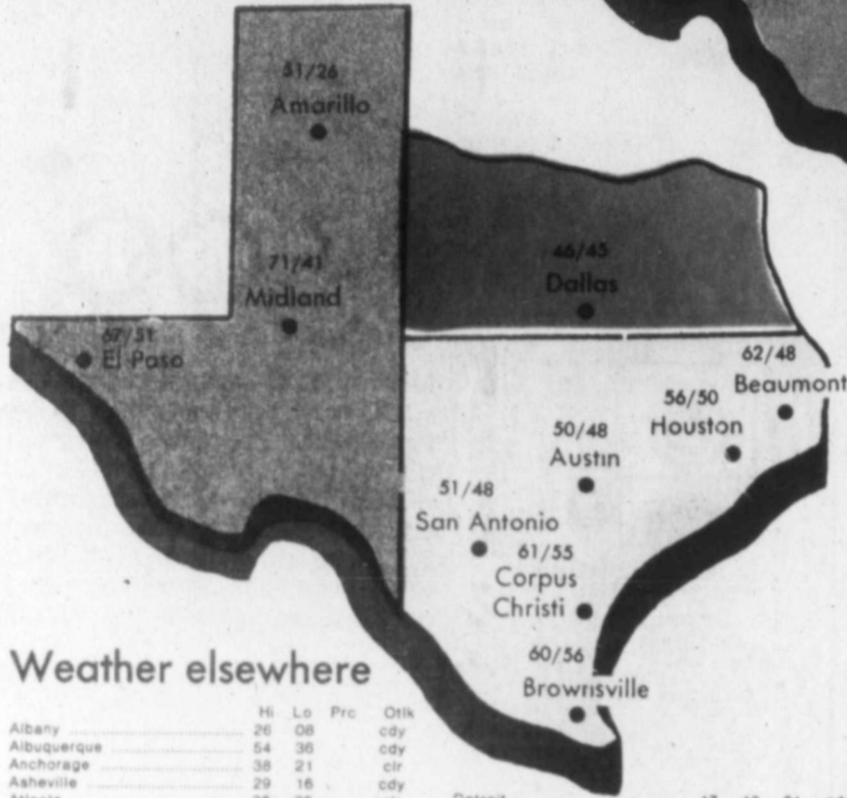 51/26
Amarillo
71/41
Midland
67/51
El Paso
46/45
Dallas
62/48
Beaumont
56/50
Houston
50/48
Austin
51/48
San Antonio
61/55
Corpus
Christi
60/56
Brownsville
Weather elsewhere
Hi Lo Prc Otlk
Albany 26 08 cdy
Albuquerque 54 36 cdy
Anchorage 38 21 clr
Asheville 29 16 cdy
Detroit